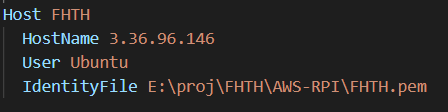 Host FHTH
HostName 3.36.96.146
User Ubuntu
IdentityFile E:\proj\FHTH\AWS-RPI\FHTH.pem